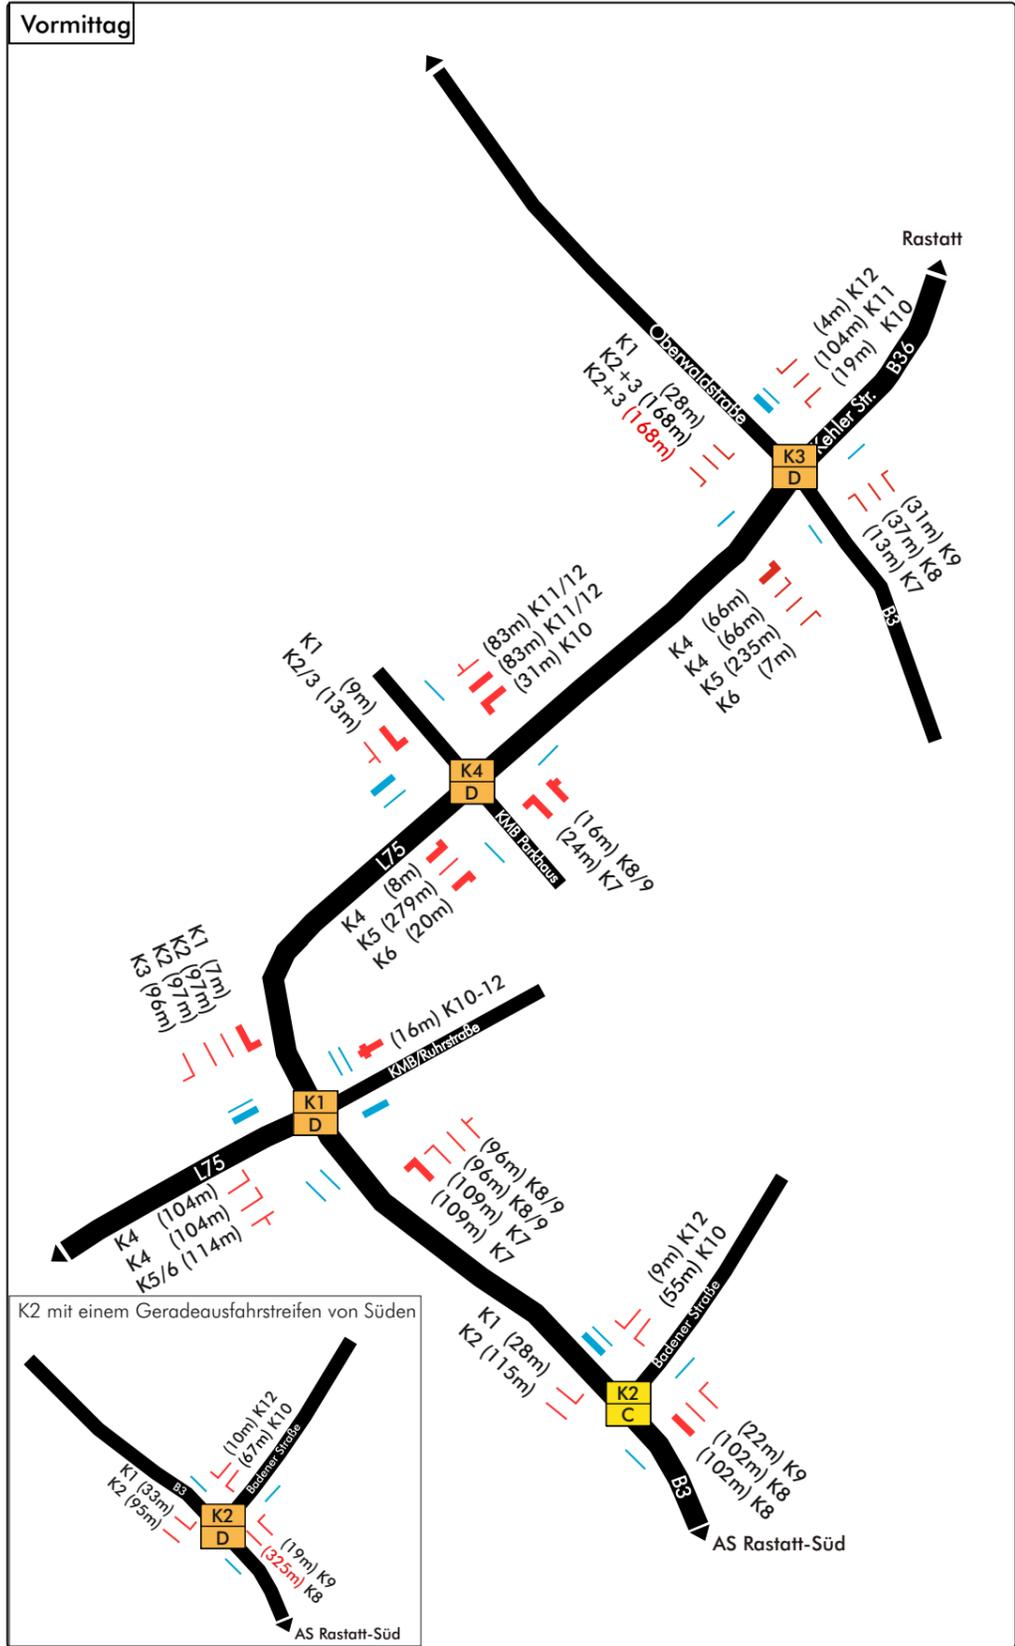 Vormittag
Rastatt
(4m) K12
(104m) K11
(19m) K10
B36
Kehler Str.
Oberwaldstraße
K1 (28m)
K2+3 (168m)
K2+3 (168m)
K3
D
(31m) K9
(37m) K8
(13m) K7
B3
K4 (66m)
K4 (66m)
K5 (235m)
K6 (7m)
(83m) K11/12
(83m) K11/12
(31m) K10
K1 (9m)
K2/3 (13m)
K4
D
KMB Parkhaus
(16m) K8/9
(24m) K7
L75
K4 (8m)
K5 (279m)
K6 (20m)
K1 (7m)
K2 (97m)
K2 (97m)
K3 (96m)
(16m) K10-12
KMB/Ruhrstraße
K1
D
L75
K4 (104m)
K4 (104m)
K5/6 (114m)
(96m) K8/9
(96m) K8/9
(109m) K7
(109m) K7
(9m) K12
(55m) K10
Badener Straße
K1 (28m)
K2 (115m)
K2
C
(22m) K9
(102m) K8
(102m) K8
B3
AS Rastatt-Süd
K2 mit einem Geradeausfahrstreifen von Süden
(10m) K12
(67m) K10
Badener Straße
B3
K1 (33m)
K2 (95m)
K2
D
(19m) K9
(325m) K8
AS Rastatt-Süd